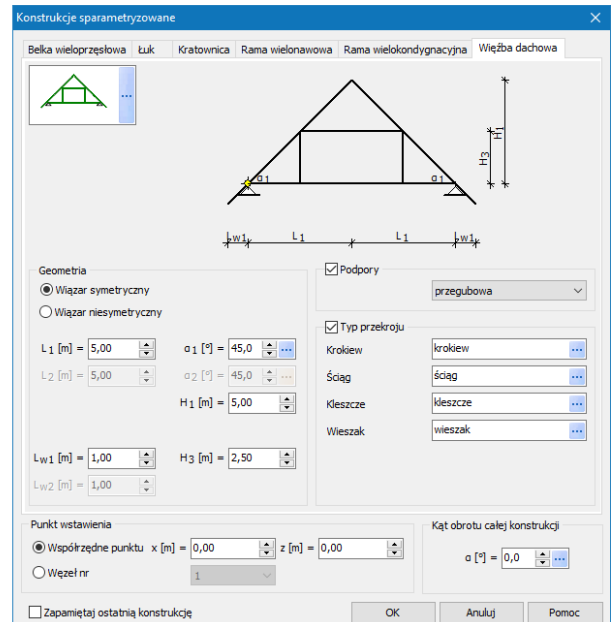 Konstrukcje sparametryzowane
Belka wieloprzęsłowa Łuk Kratownica Rama wielonawowa Rama wielokondygnacyjna Więźba dachowa
...
α1 α1
H3 H1
Lw1 L1 L1 Lw1
Geometria
Wiązar symetryczny
Wiązar niesymetryczny
L1 [m] = 5,00 α1 [º] = 45,0 ...
L2 [m] = 5,00 α2 [º] = 45,0 ...
H1 [m] = 5,00
Lw1 [m] = 1,00 H3 [m] = 2,50
Lw2 [m] = 1,00
Podpory
przegubowa
Typ przekroju
Krokiew krokiew ...
Ściąg ściąg ...
Kleszcze kleszcze ...
Wieszak wieszak ...
Punkt wstawienia
Współrzędne punktu x [m] = 0,00 z [m] = 0,00
Węzeł nr 1
Kąt obrotu całej konstrukcji
α [º] = 0,0 ...
Zapamiętaj ostatnią konstrukcję
OK Anuluj Pomoc